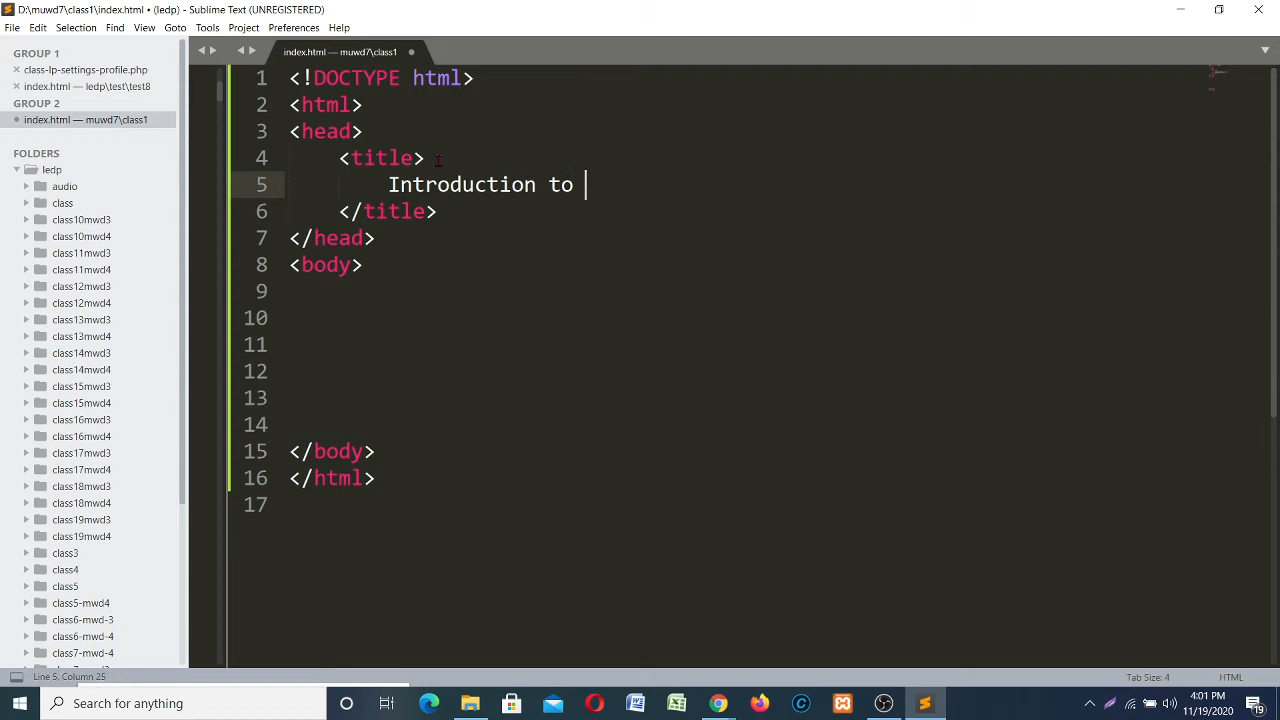 D:\muwd7\class1\index.html • (ledp) - Sublime Text (UNREGISTERED)
File Edit Selection Find View Goto Tools Project Preferences Help
GROUP 1
class-lp-settings-profile.php
index.html — ledp\test\test8
GROUP 2
index.html — muwd7\class1
FOLDERS
ledp
audio
class
class10mwd3
class10mwd4
class11mwd3
class11mwd4
class12mwd3
class12mwd4
class13mwd3
class13mwd4
class14mwd3
class14mwd4
class15mwd3
class15mwd4
class16mwd3
class16mwd4
class17mwd3
class17mwd4
class18mwd3
class18mwd4
class19mwd3
class19mwd4
class3
class4
class5
class5-mwd4
class6-mwd-3
class6-mwd-4
class7-mwd-4
index.html — muwd7\class1
1 <!DOCTYPE html>
2 <html>
3 <head>
4 <title>
5 Introduction to
6 </title>
7 </head>
8 <body>
9
10
11
12
13
14
15 </body>
16 </html>
17
Line 5, Column 25
Tab Size: 4
HTML
Type here to search
4:01 PM
11/19/2020
19